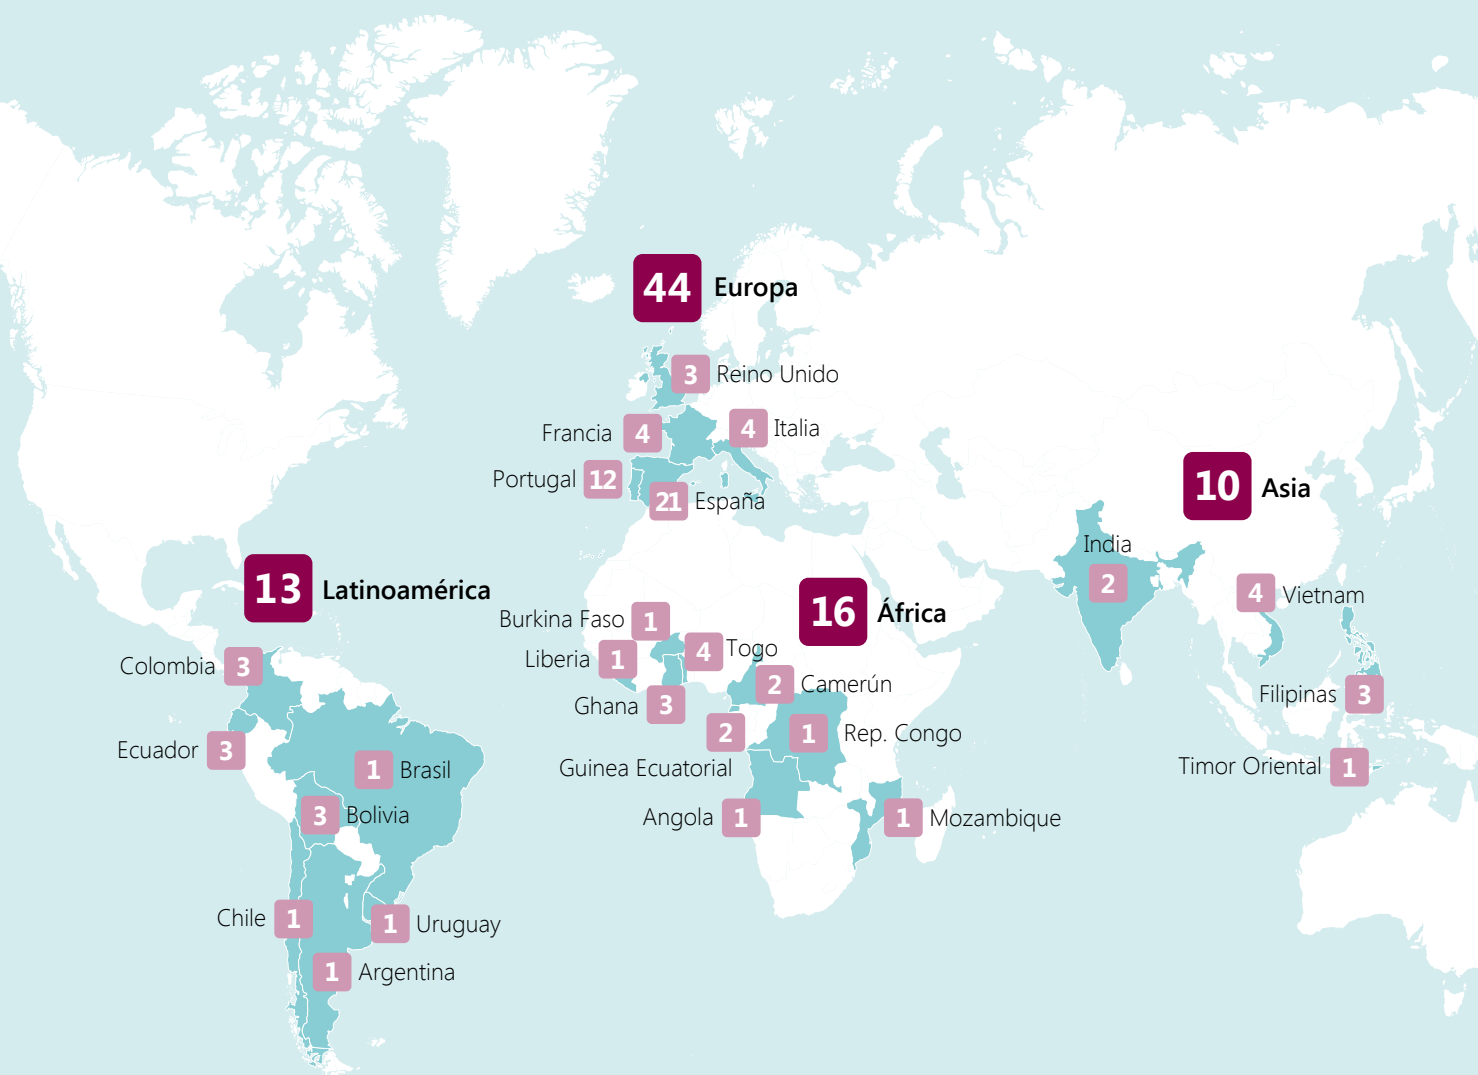 44 Europa
3 Reino Unido
Francia 4
4 Italia
Portugal 12
21 España
10 Asia
India
2
4 Vietnam
Filipinas 3
Timor Oriental 1
13 Latinoamérica
Colombia 3
Ecuador 3
1 Brasil
3 Bolivia
Chile 1
1 Uruguay
1 Argentina
16 África
Burkina Faso 1
Liberia 1
4 Togo
Ghana 3
2 Camerún
2
Guinea Ecuatorial
1 Rep. Congo
Angola 1
1 Mozambique